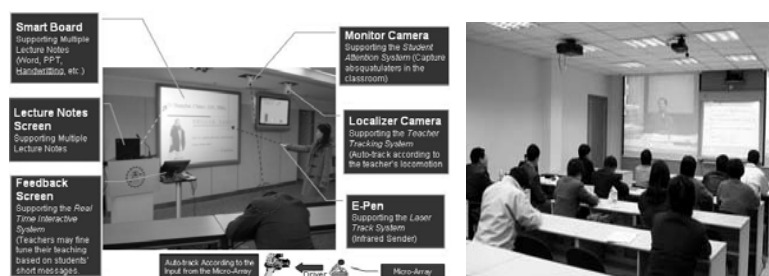 Smart Board
Supporting Multiple
Lecture Notes
(Word, PPT,
Handwriting, etc.)
Lecture Notes
Screen
Supporting Multiple
Lecture Notes
Feedback
Screen
Supporting the Real
Time Interactive
System
(Teachers may fine
tune their teaching
based on students'
short messages
Monitor Camera
Supporting the Student
Attention System (Capture
absquatulaters in the
classroom)
Localizer Camera
Supporting the Teacher
Tracking System
(Auto-track according to
the teacher's locomotion
E-Pen
Supporting the Laser
Track System
(Infrared Sender)
Auto-track According to the
Input from the Micro-Array
Driver
Micro-Array